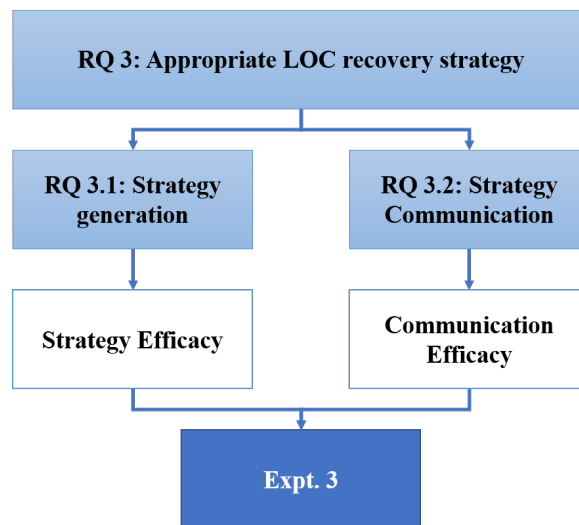 RQ 3: Appropriate LOC recovery strategy
RQ 3.1: Strategy
generation
RQ 3.2: Strategy
Communication
Strategy Efficacy
Communication
Efficacy
Expt. 3